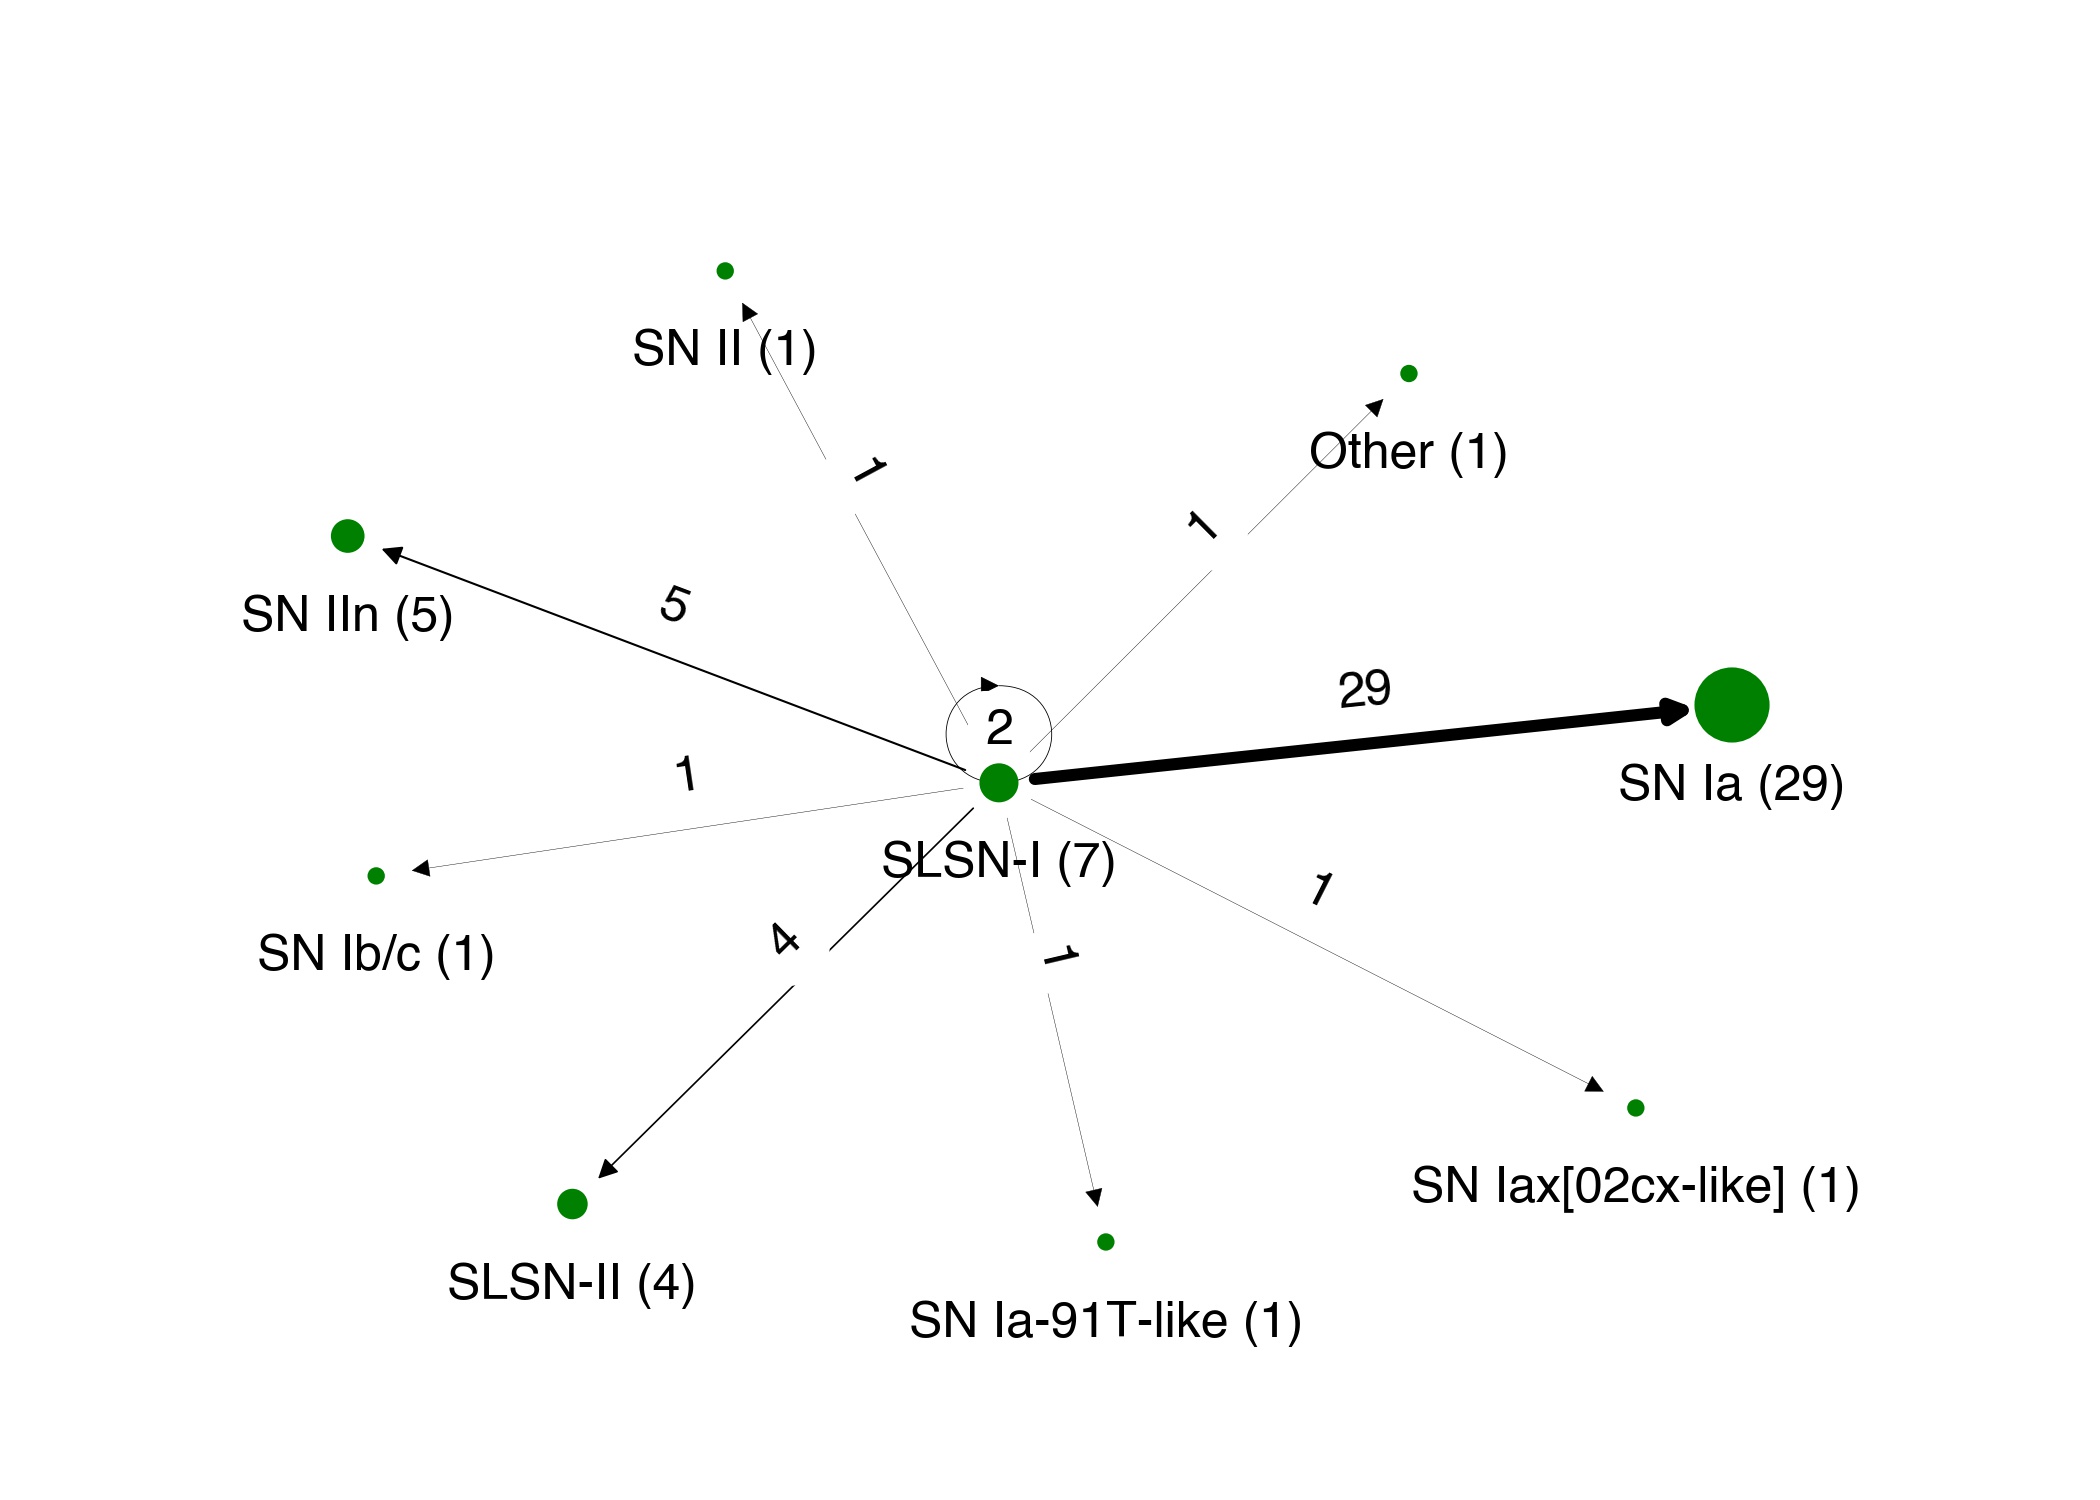 SN II (1)
Other (1)
1
1
SN IIn (5)
5
29
2
1
SN Ia (29)
SLSN-I (7)
1
SN Ib/c (1)
4
1
SN Iax[02cx-like] (1)
SLSN-II (4)
SN Ia-91T-like (1)